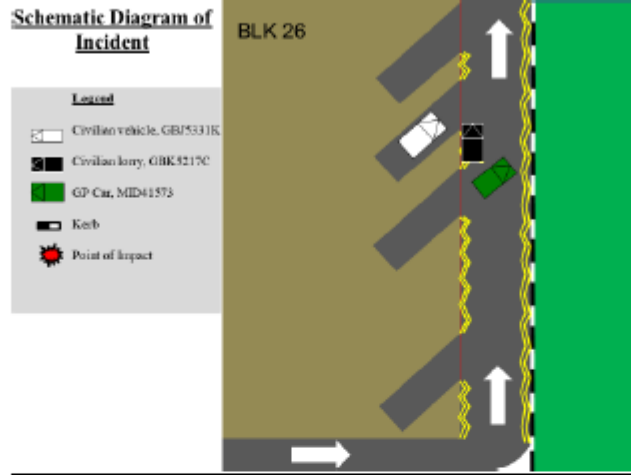 Schematic Diagram of
Incident
BLK 26
Legend
Civilian vehicle, GBJ5331K
Civilian lorry, GBK5217C
GP Car, MID41573
Kerb
Point of Impact